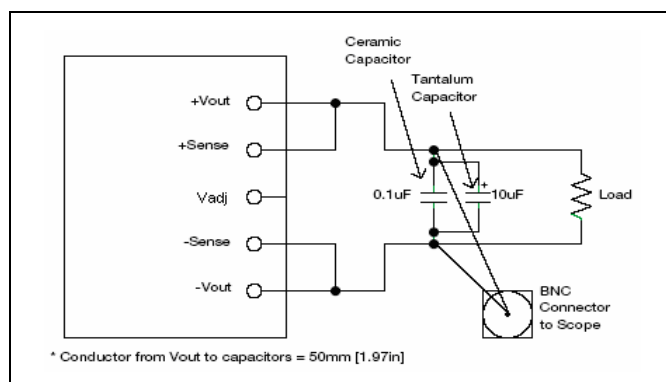 Ceramic
Capacitor
Tantalum
Capacitor
+Vout
+Sense
Vadj
-Sense
-Vout
0.1uF
+
10uF
Load
BNC
Connector
to Scope
* Conductor from Vout to capacitors = 50mm [1.97in]